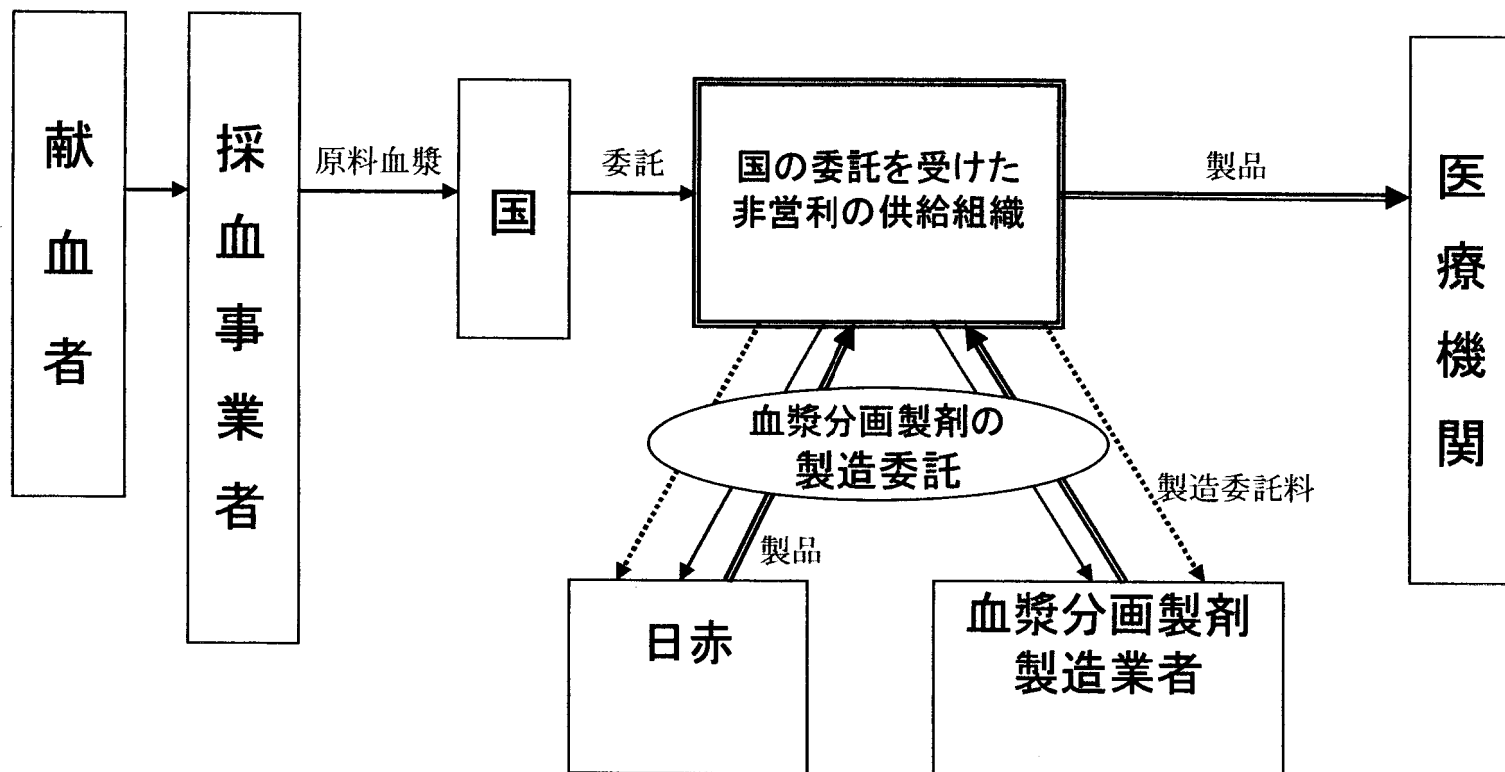 献血者
採血事業者
原料血漿
国
委託
国の委託を受けた
非営利の供給組織
製品
医療機関
血漿分画製剤の
製造委託
製造委託料
製品
日赤
血漿分画製剤
製造業者